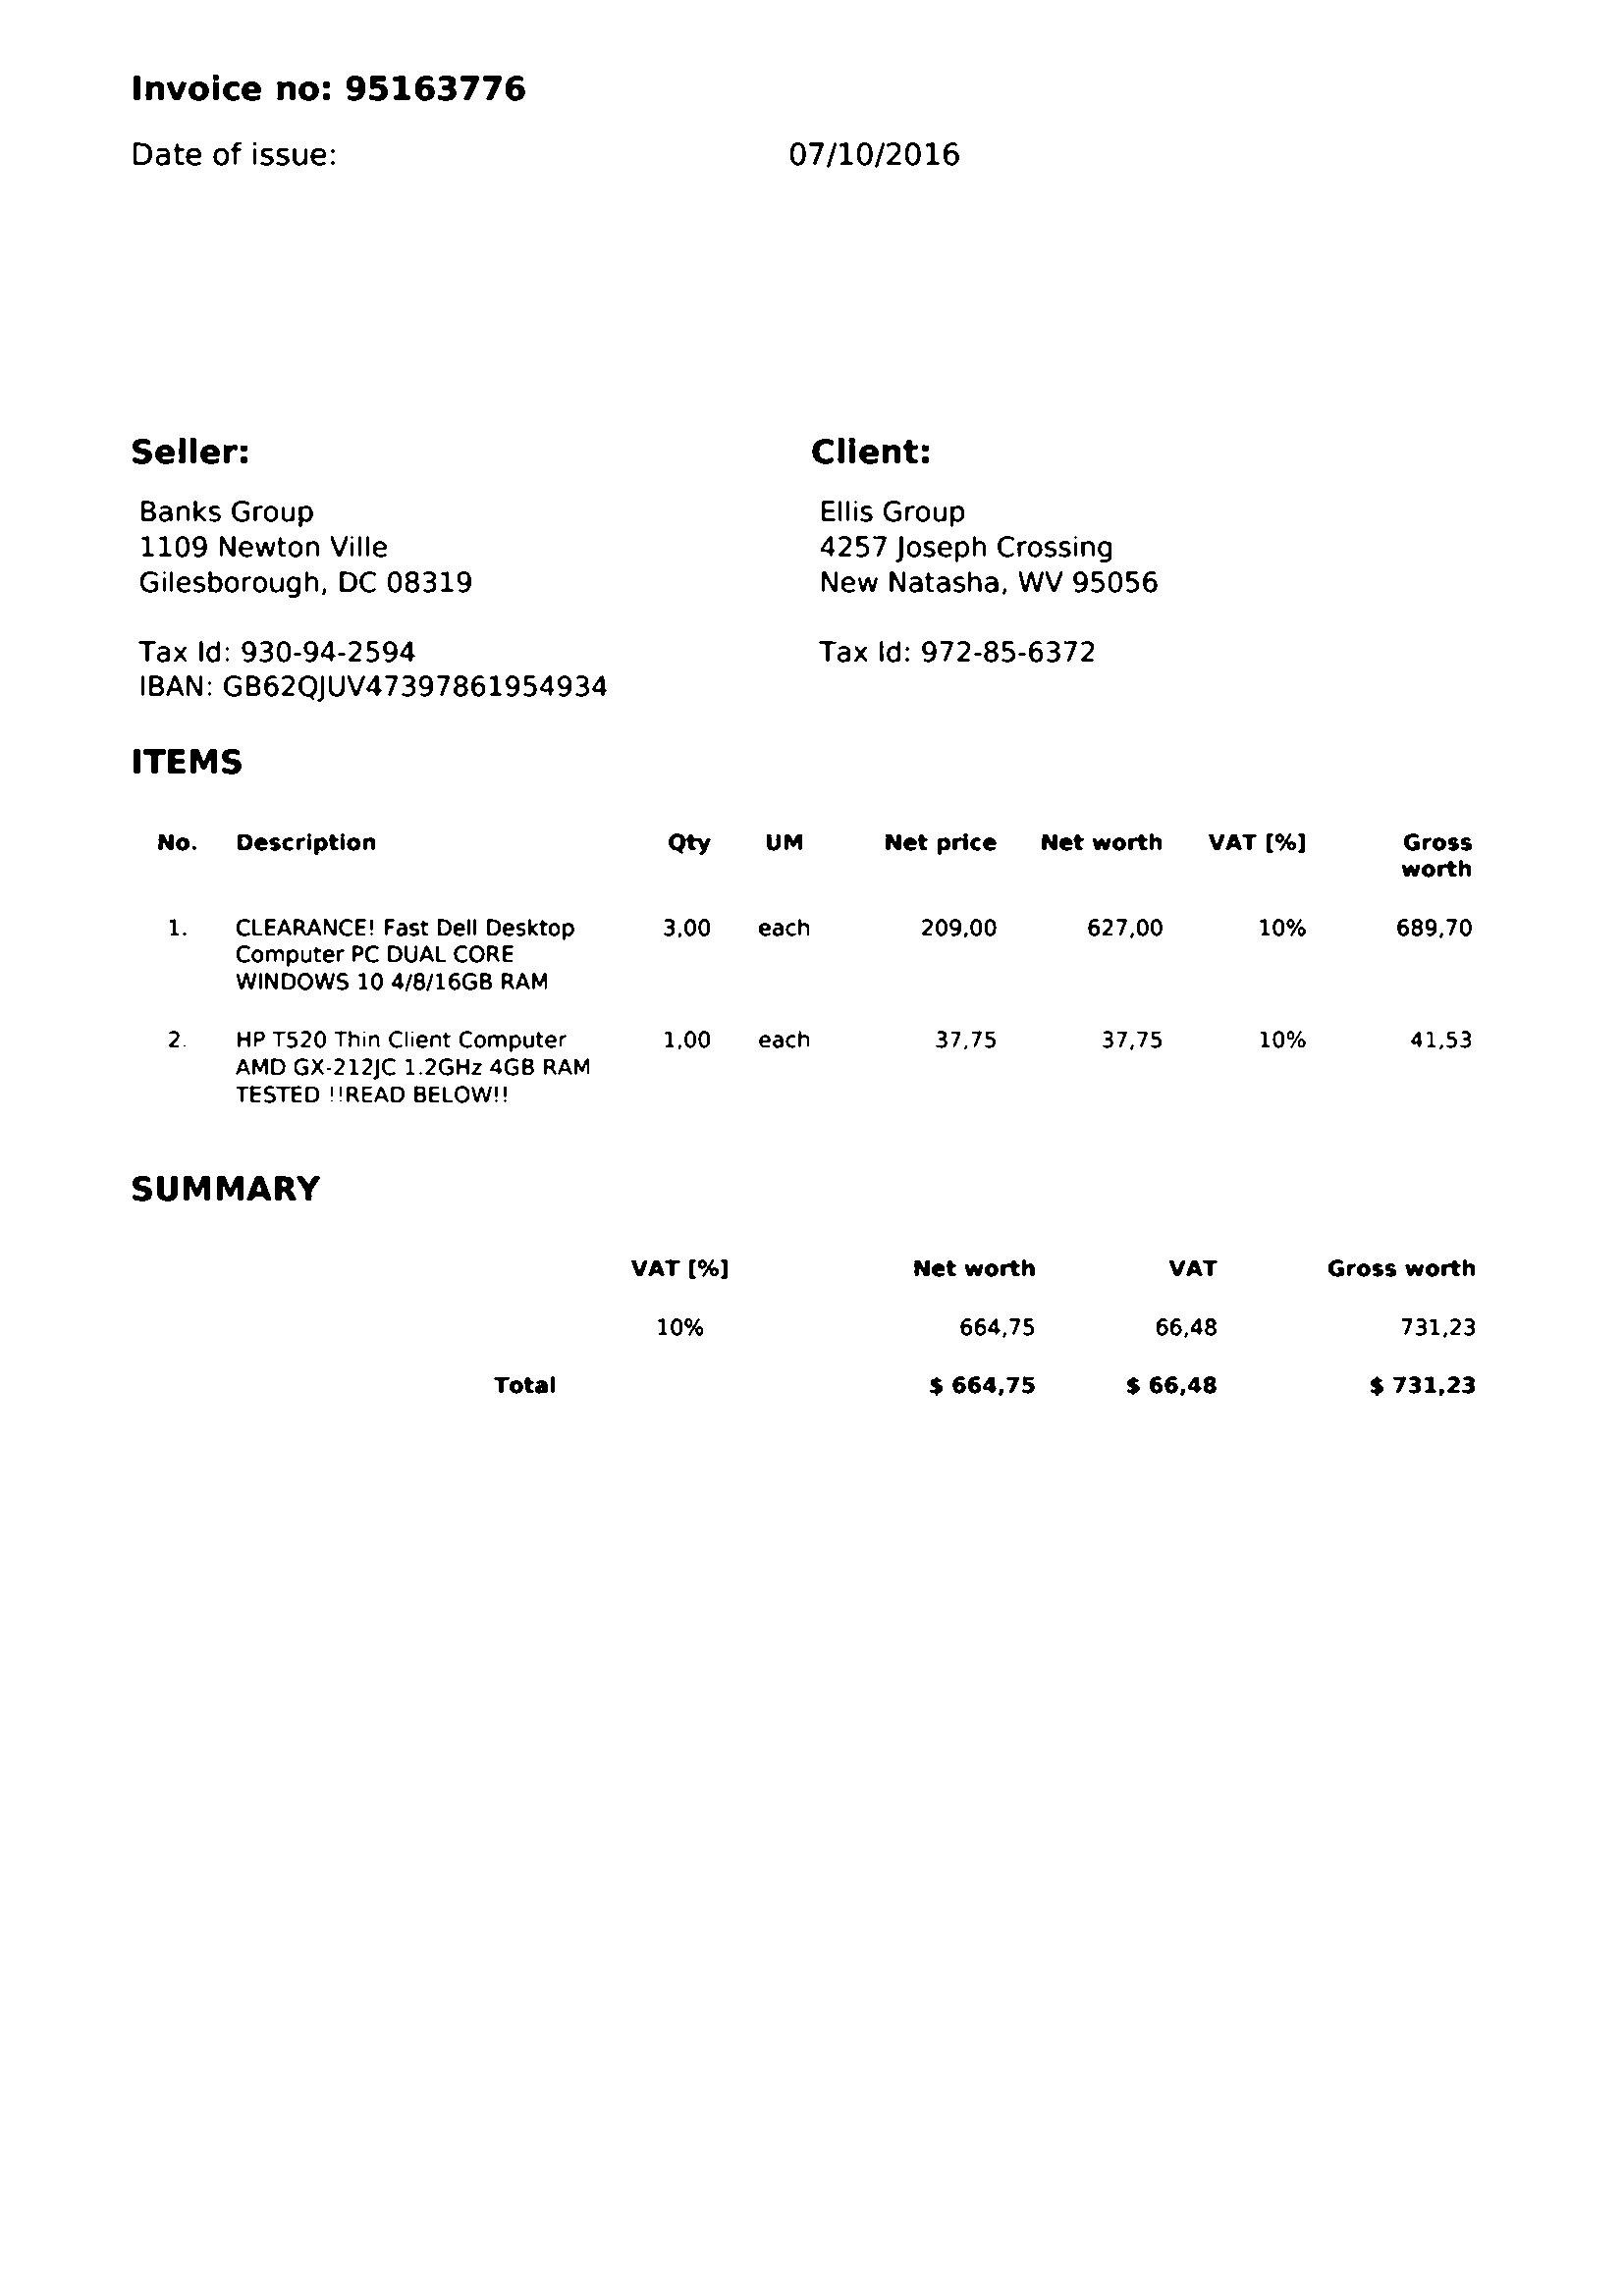 Invoice no: 95163776
Date of issue: 07/10/2016
Seller:
Banks Group
1109 Newton Ville
Gilesborough, DC 08319
Tax Id: 930-94-2594
IBAN: GB62QJUV47397861954934
Client:
Ellis Group
4257 Joseph Crossing
New Natasha, WV 95056
Tax Id: 972-85-6372
ITEMS
No. Description Qty UM Net price Net worth VAT [%] Gross
worth
1. CLEARANCE! Fast Dell Desktop 3,00 each 209,00 627,00 10% 689,70
Computer PC DUAL CORE
WINDOWS 10 4/8/16GB RAM
2. HP T520 Thin Client Computer 1,00 each 37,75 37,75 10% 41,53
AMD GX-212JC 1.2GHz 4GB RAM
TESTED !!READ BELOW!!
SUMMARY
VAT [%] Net worth VAT Gross worth
10% 664,75 66,48 731,23
Total $ 664,75 $ 66,48 $ 731,23